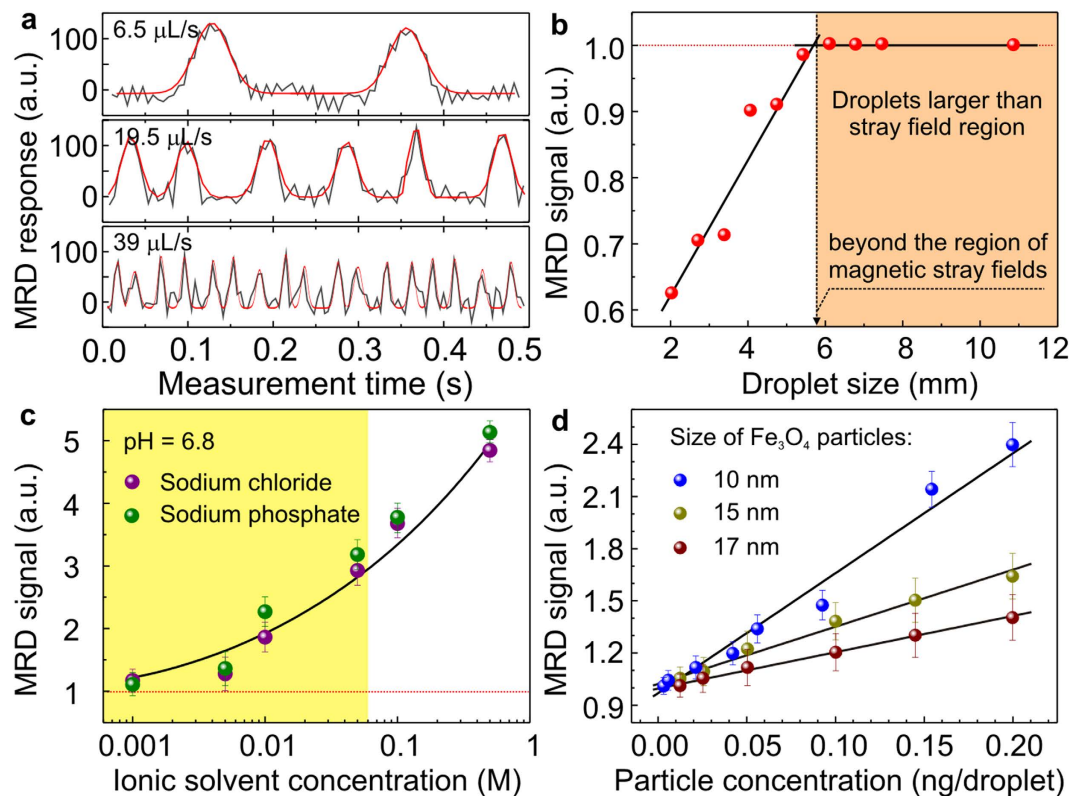 a
6.5 μL/s
100
0
19.5 μL/s
100
0
39 μL/s
100
0
MRD response (a.u.)
0.0 0.1 0.2 0.3 0.4 0.5
Measurement time (s)
b
1.0
0.9
0.8
0.7
0.6
MRD signal (a.u.)
Droplets larger than
stray field region
beyond the region of
magnetic stray fields
2 4 6 8 10 12
Droplet size (mm)
c
pH = 6.8
Sodium chloride
Sodium phosphate
5
4
3
2
1
MRD signal (a.u.)
0.001 0.01 0.1 1
Ionic solvent concentration (M)
d
Size of Fe₃O₄ particles:
10 nm
15 nm
17 nm
2.4
2.1
1.8
1.5
1.2
0.9
MRD signal (a.u.)
0.00 0.05 0.10 0.15 0.20
Particle concentration (ng/droplet)